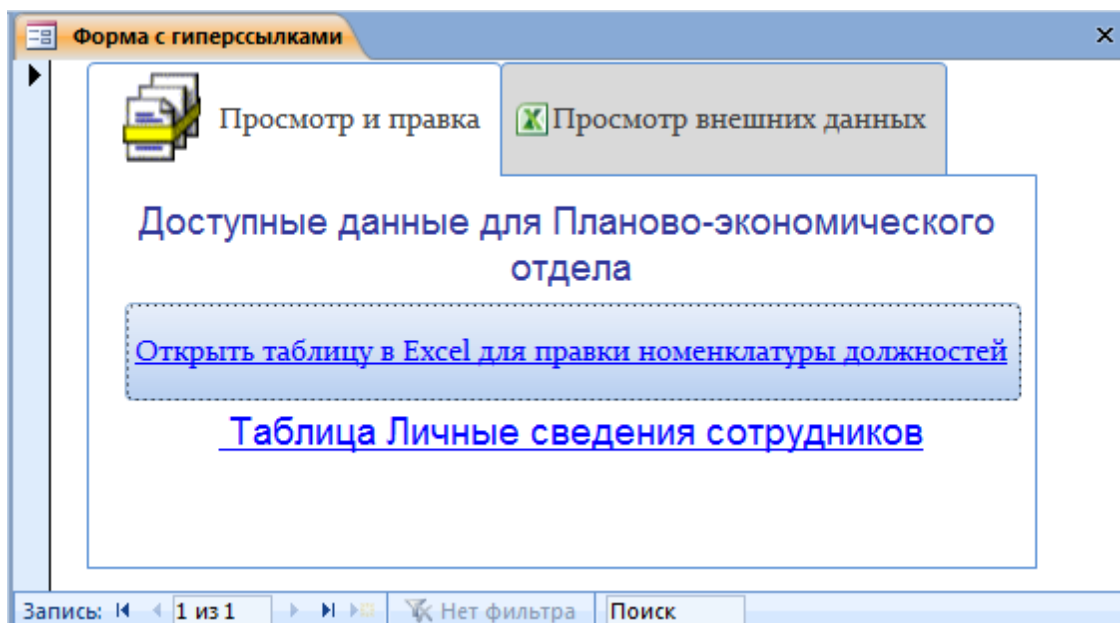 Форма с гиперссылками
Просмотр и правка
Просмотр внешних данных
Доступные данные для Планово-экономического
отдела
Открыть таблицу в Excel для правки номенклатуры должностей
Таблица Личные сведения сотрудников
Запись: 1 из 1 Нет фильтра Поиск